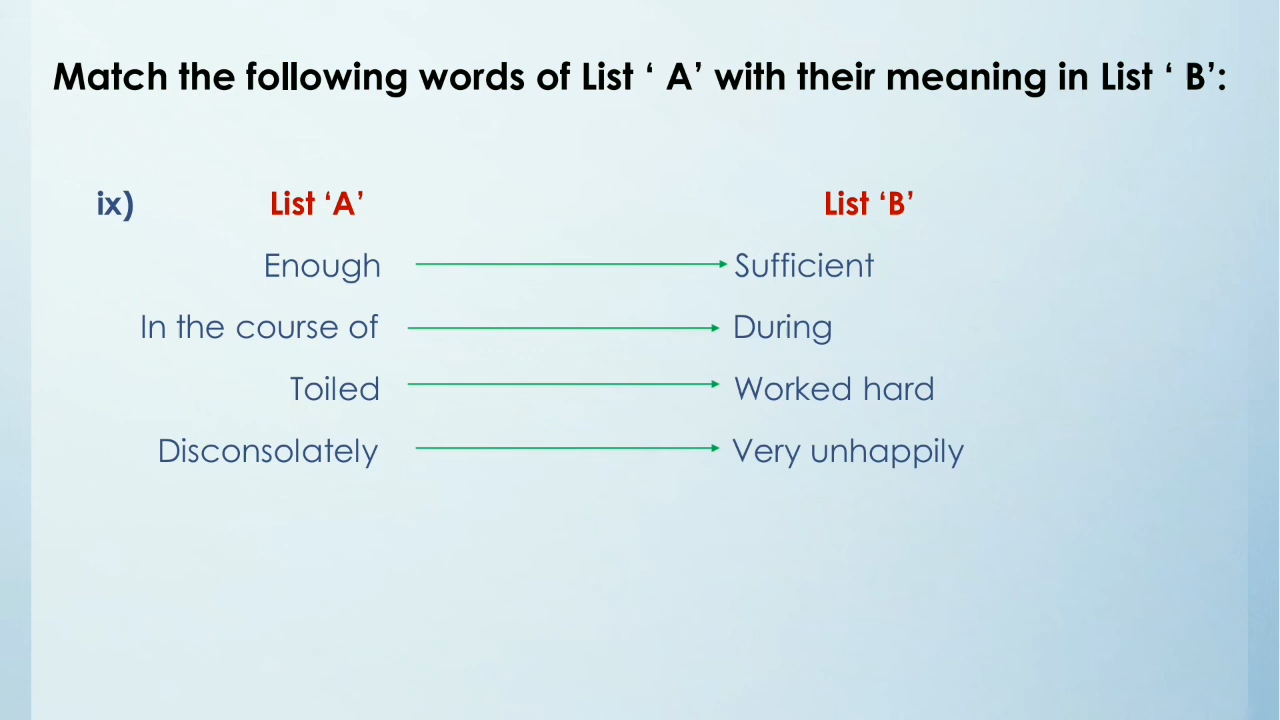 Match the following words of List ‘ A’ with their meaning in List ‘ B’:
ix) List ‘A’ List ‘B’
Enough Sufficient
In the course of During
Toiled Worked hard
Disconsolately Very unhappily